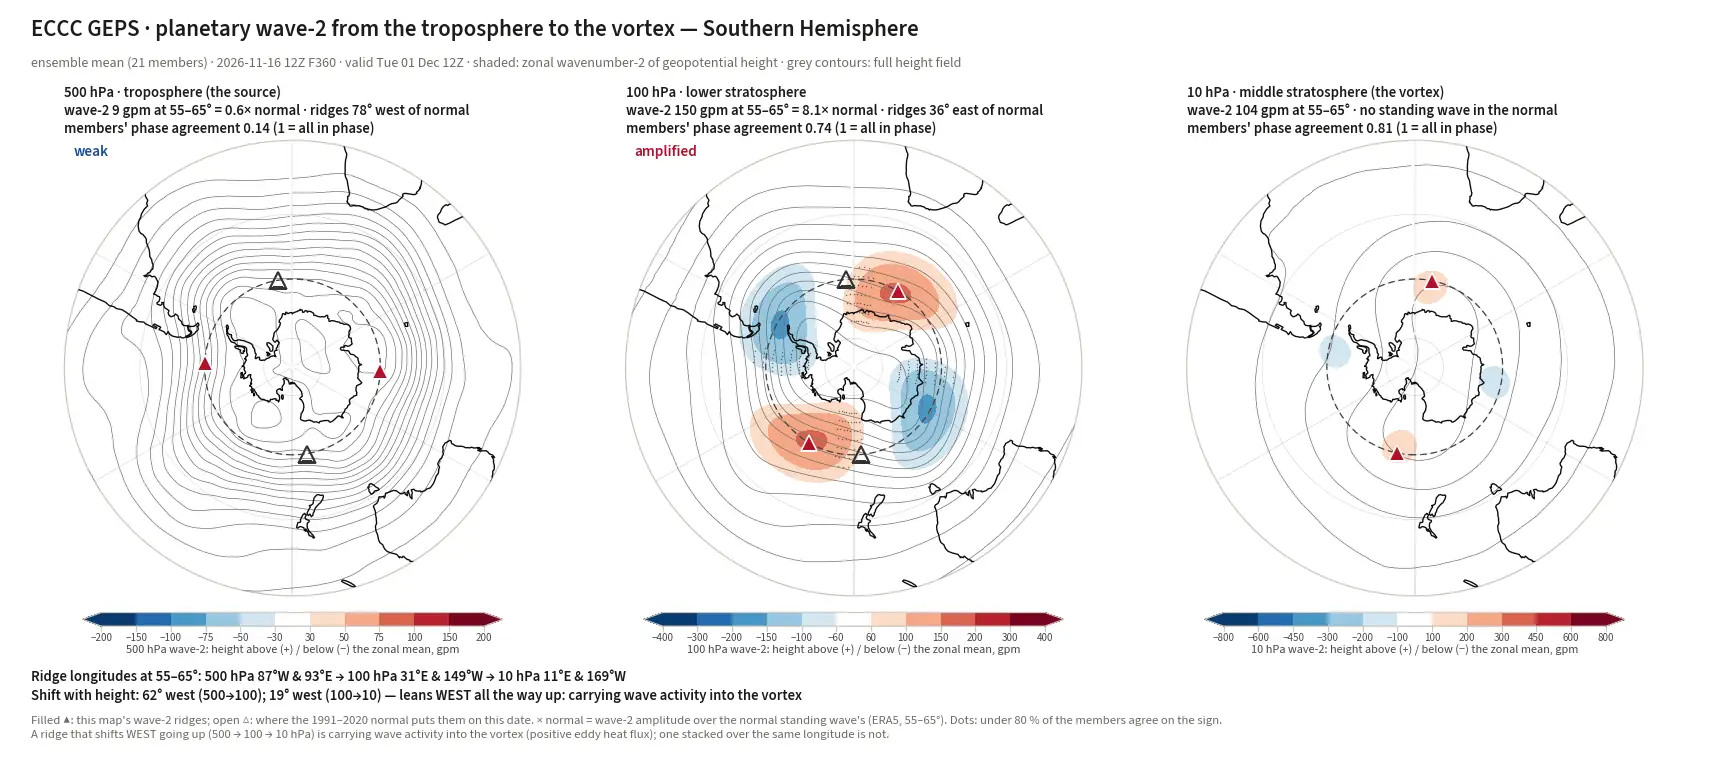 ECCC GEPS · planetary wave-2 from the troposphere to the vortex — Southern Hemisphere
ensemble mean (21 members) · 2026-11-16 12Z F360 · valid Tue 01 Dec 12Z · shaded: zonal wavenumber-2 of geopotential height · grey contours: full height field
500 hPa · troposphere (the source)
wave-2 9 gpm at 55–65° = 0.6× normal · ridges 78° west of normal
members' phase agreement 0.14 (1 = all in phase)
weak
100 hPa · lower stratosphere
wave-2 150 gpm at 55–65° = 8.1× normal · ridges 36° east of normal
members' phase agreement 0.74 (1 = all in phase)
amplified
10 hPa · middle stratosphere (the vortex)
wave-2 104 gpm at 55–65° · no standing wave in the normal
members' phase agreement 0.81 (1 = all in phase)
−200 −150 −100 −75 −50 −30 30 50 75 100 150 200
500 hPa wave-2: height above (+) / below (−) the zonal mean, gpm
−400 −300 −200 −150 −100 −60 60 100 150 200 300 400
100 hPa wave-2: height above (+) / below (−) the zonal mean, gpm
−800 −600 −450 −300 −200 −100 100 200 300 450 600 800
10 hPa wave-2: height above (+) / below (−) the zonal mean, gpm
Ridge longitudes at 55–65°: 500 hPa 87°W & 93°E → 100 hPa 31°E & 149°W → 10 hPa 11°E & 169°W
Shift with height: 62° west (500→100); 19° west (100→10) — leans WEST all the way up: carrying wave activity into the vortex
Filled ▲: this map's wave-2 ridges; open △: where the 1991–2020 normal puts them on this date. × normal = wave-2 amplitude over the normal standing wave's (ERA5, 55–65°). Dots: under 80 % of the members agree on the sign.
A ridge that shifts WEST going up (500 → 100 → 10 hPa) is carrying wave activity into the vortex (positive eddy heat flux); one stacked over the same longitude is not.